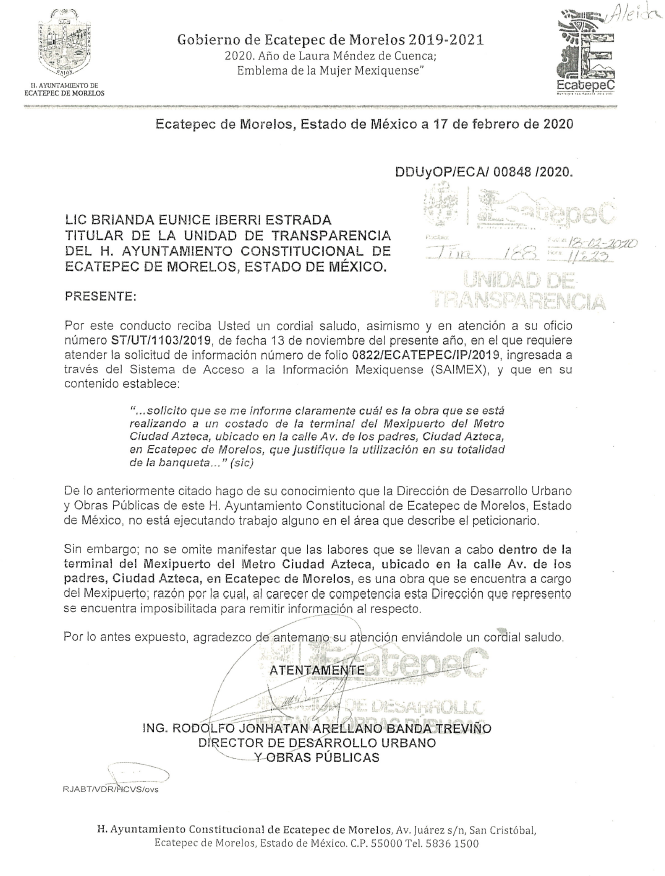 Aleida
Gobierno de Ecatepec de Morelos 2019-2021
2020. Año de Laura Méndez de Cuenca;
Emblema de la Mujer Mexiquense"
H. AYUNTAMIENTO DE
ECATEPEC DE MORELOS
EcatepeC
Ecatepec de Morelos, Estado de México a 17 de febrero de 2020
DDUyOP/ECA/ 00848 /2020.
EcatepeC
188 18-02-2020
UNIDAD DE
TRANSPARENCIA
LIC BRIANDA EUNICE IBERRI ESTRADA
TITULAR DE LA UNIDAD DE TRANSPARENCIA
DEL H. AYUNTAMIENTO CONSTITUCIONAL DE
ECATEPEC DE MORELOS, ESTADO DE MÉXICO.
PRESENTE:
Por este conducto reciba Usted un cordial saludo, asimismo y en atención a su oficio
número ST/UT/1103/2019, de fecha 13 de noviembre del presente año, en el que requiere
atender la solicitud de información número de folio 0822/ECATEPEC/IP/2019, ingresada a
través del Sistema de Acceso a la Información Mexiquense (SAIMEX), y que en su
contenido establece:
"...solicito que se me informe claramente cuál es la obra que se está
realizando a un costado de la terminal del Mexipuerto del Metro
Ciudad Azteca, ubicado en la calle Av. de los padres, Ciudad Azteca,
en Ecatepec de Morelos, que justifique la utilización en su totalidad
de la banqueta..." (sic)
De lo anteriormente citado hago de su conocimiento que la Dirección de Desarrollo Urbano
y Obras Públicas de este H. Ayuntamiento Constitucional de Ecatepec de Morelos, Estado
de México, no está ejecutando trabajo alguno en el área que describe el peticionario.
Sin embargo; no se omite manifestar que las labores que se llevan a cabo dentro de la
terminal del Mexipuerto del Metro Ciudad Azteca, ubicado en la calle Av. de los
padres, Ciudad Azteca, en Ecatepec de Morelos, es una obra que se encuentra a cargo
del Mexipuerto; razón por la cual, al carecer de competencia esta Dirección que represento
se encuentra imposibilitada para remitir información al respecto.
Por lo antes expuesto, agradezco de antemano su atención enviándole un cordial saludo.
EcatepeC
ATENTAMENTE
DE DESARROLLO
OBRAS PÚBLICAS
ING. RODOLFO JONHATAN ARELLANO BANDA TREVIÑO
DIRECTOR DE DESARROLLO URBANO
Y OBRAS PÚBLICAS
RJABT/VDR/HCVS/ovs
H. Ayuntamiento Constitucional de Ecatepec de Morelos, Av. Juárez s/n, San Cristóbal,
Ecatepec de Morelos, Estado de México. C.P. 55000 Tel. 5836 1500